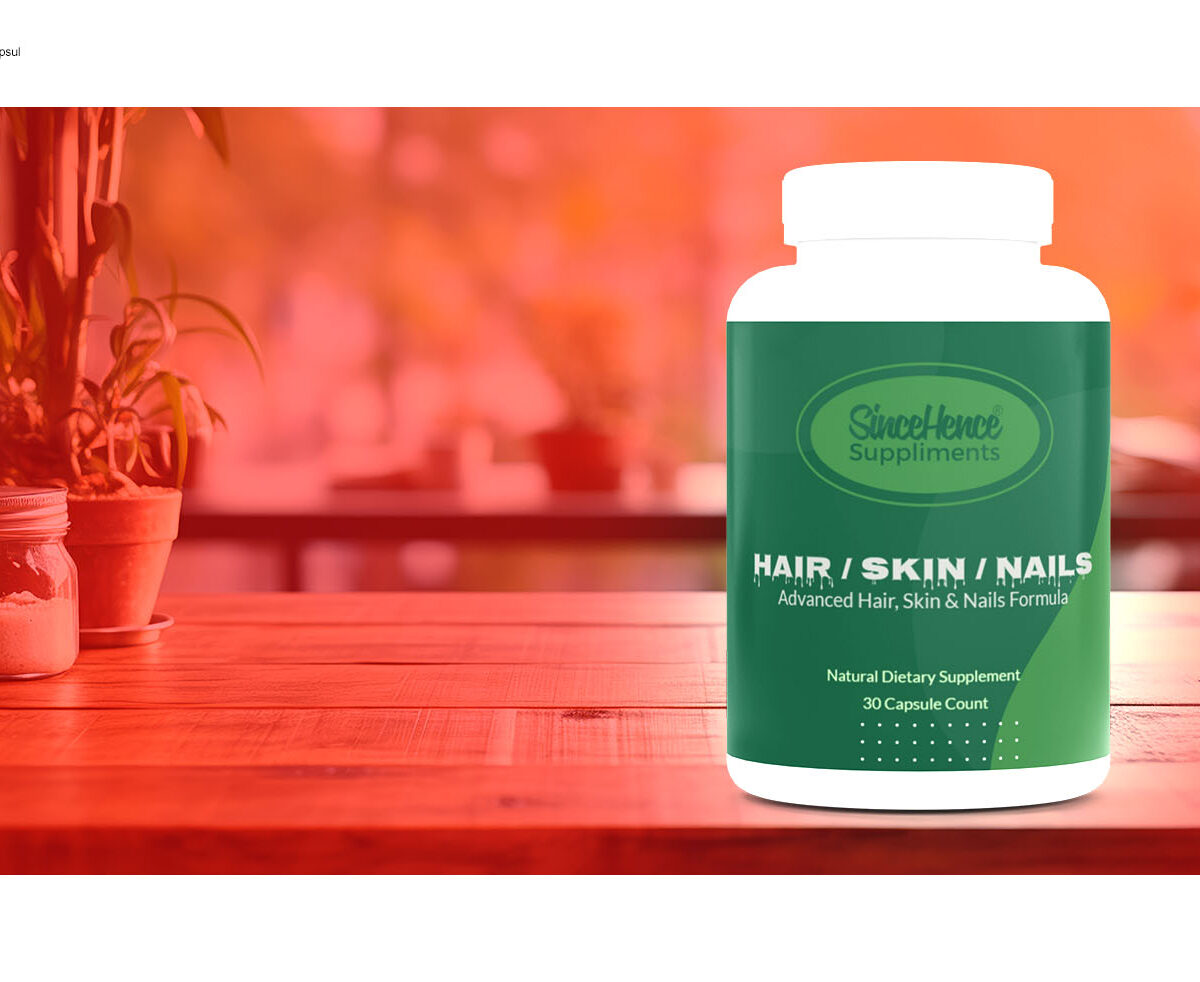 psul
SinceHence®
Suppliments
HAIR / SKIN / NAILS
Advanced Hair, Skin & Nails Formula
Natural Dietary Supplement
30 Capsule Count